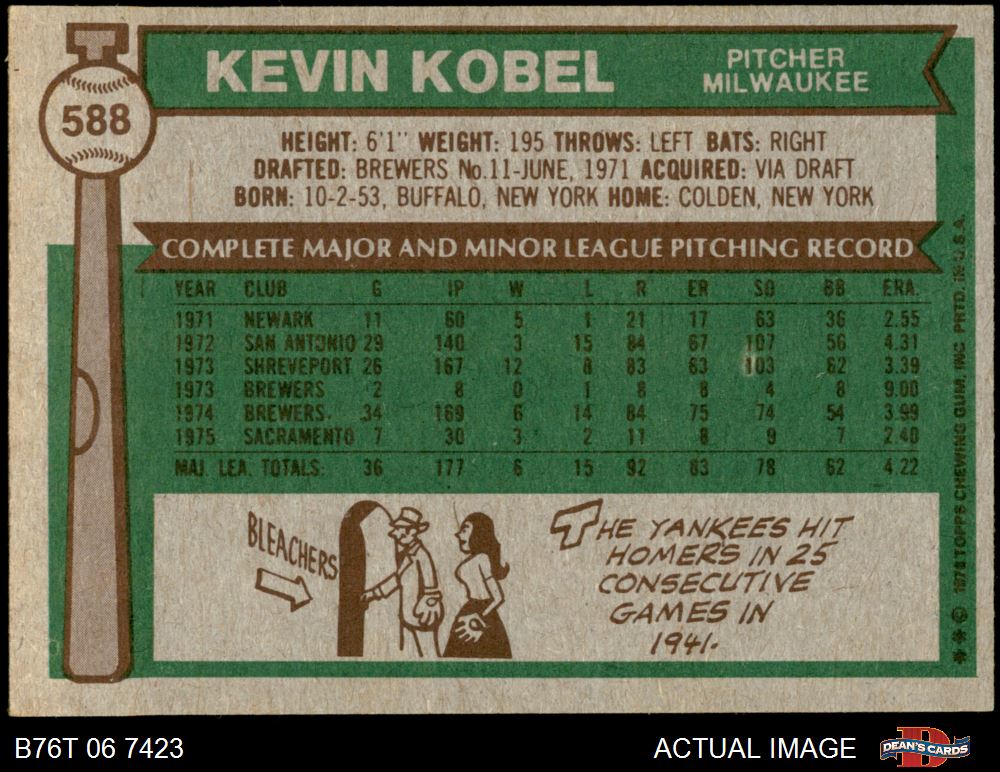 KEVIN KOBEL
PITCHER
MILWAUKEE
588
HEIGHT: 6'1" WEIGHT: 195 THROWS: LEFT BATS: RIGHT
DRAFTED: BREWERS No.11-JUNE, 1971 ACQUIRED: VIA DRAFT
BORN: 10-2-53, BUFFALO, NEW YORK HOME: COLDEN, NEW YORK
COMPLETE MAJOR AND MINOR LEAGUE PITCHING RECORD
YEAR CLUB G IP W L R ER SO BB ERA.
1971 NEWARK 11 60 5 1 21 17 63 36 2.55
1972 SAN ANTONIO 29 140 3 15 84 67 107 56 4.31
1973 SHREVEPORT 26 167 12 8 83 63 103 62 3.39
1973 BREWERS 2 8 0 1 8 8 4 8 9.00
1974 BREWERS. 34 169 6 14 84 75 74 54 3.99
1975 SACRAMENTO 7 30 3 2 11 8 9 7 2.40
MAJ. LEA. TOTALS: 36 177 6 15 92 83 78 62 4.22
BLEACHERS
THE YANKEES HIT
HOMERS IN 25
CONSECUTIVE
GAMES IN
1941.
** © 1976 TOPPS CHEWING GUM, INC PRTD. IN U.S.A.
B76T 06 7423
ACTUAL IMAGE
DEAN'S CARDS